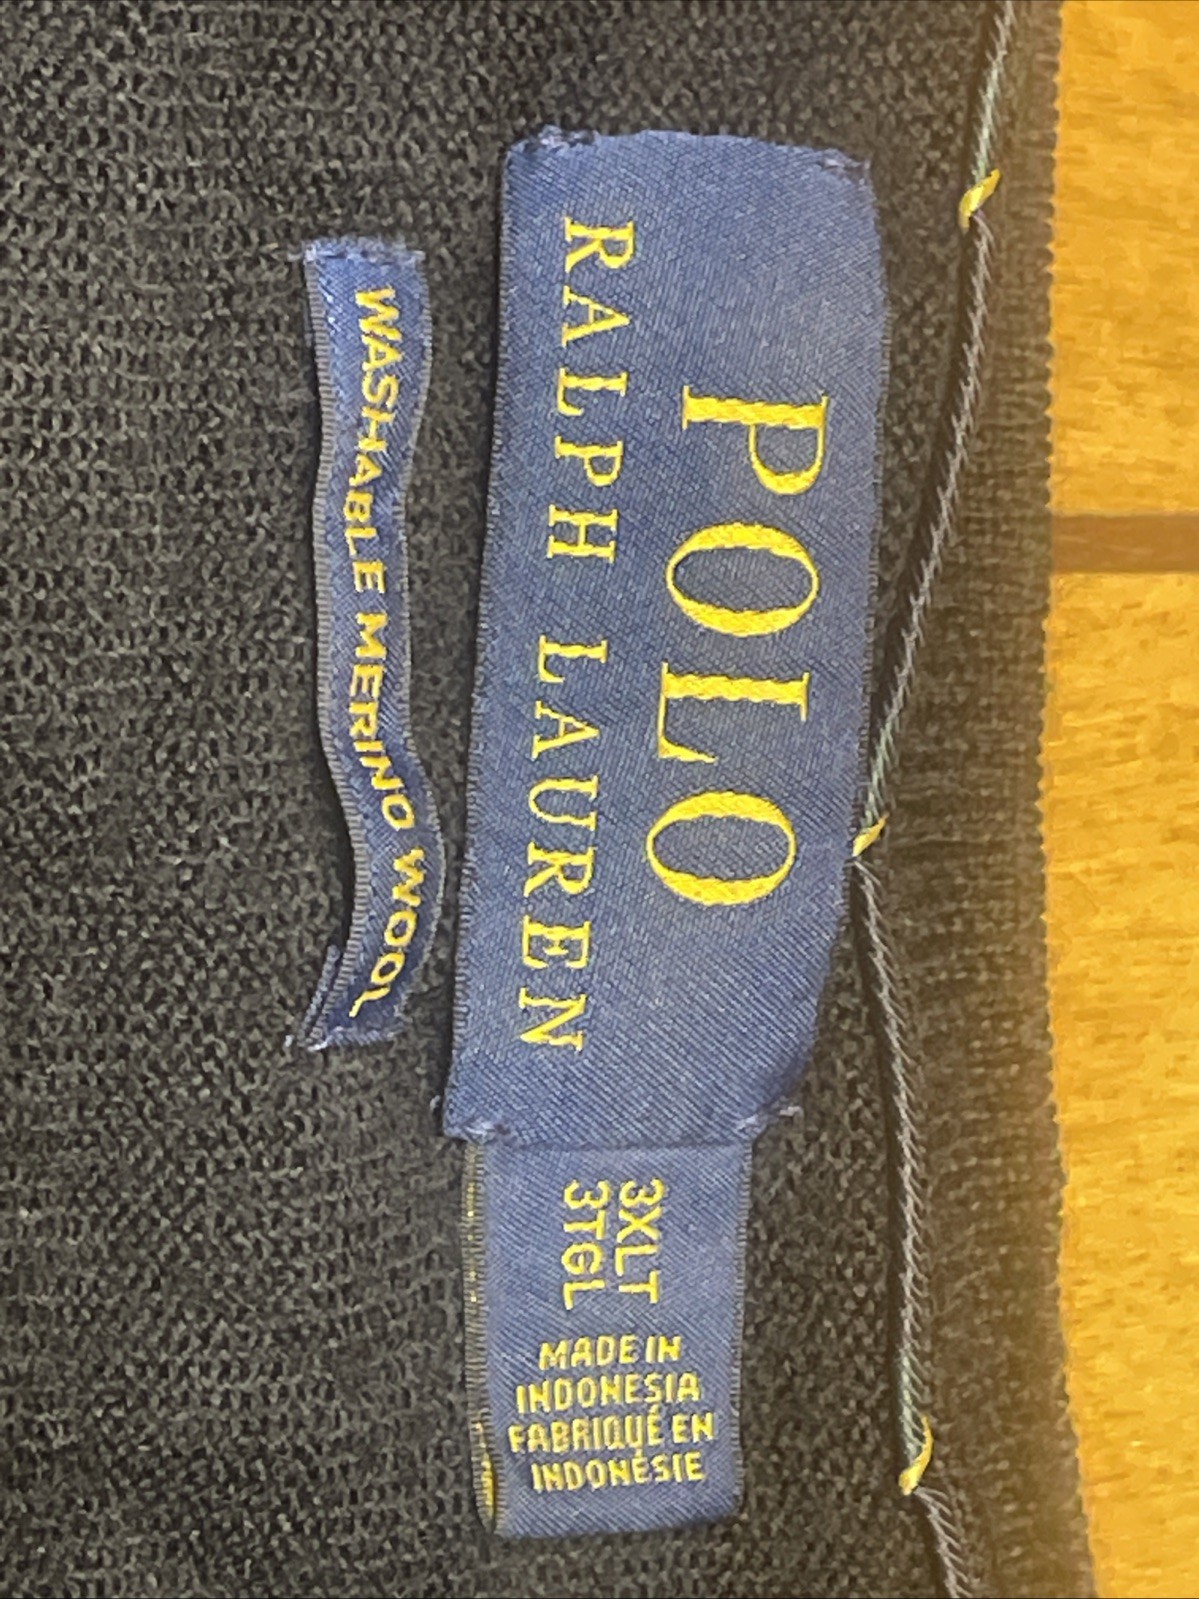 POLO
RALPH LAUREN
WASHABLE MERINO WOOL
3XLT
3TGL
MADE IN
INDONESIA
FABRIQUÉ EN
INDONÉSIE